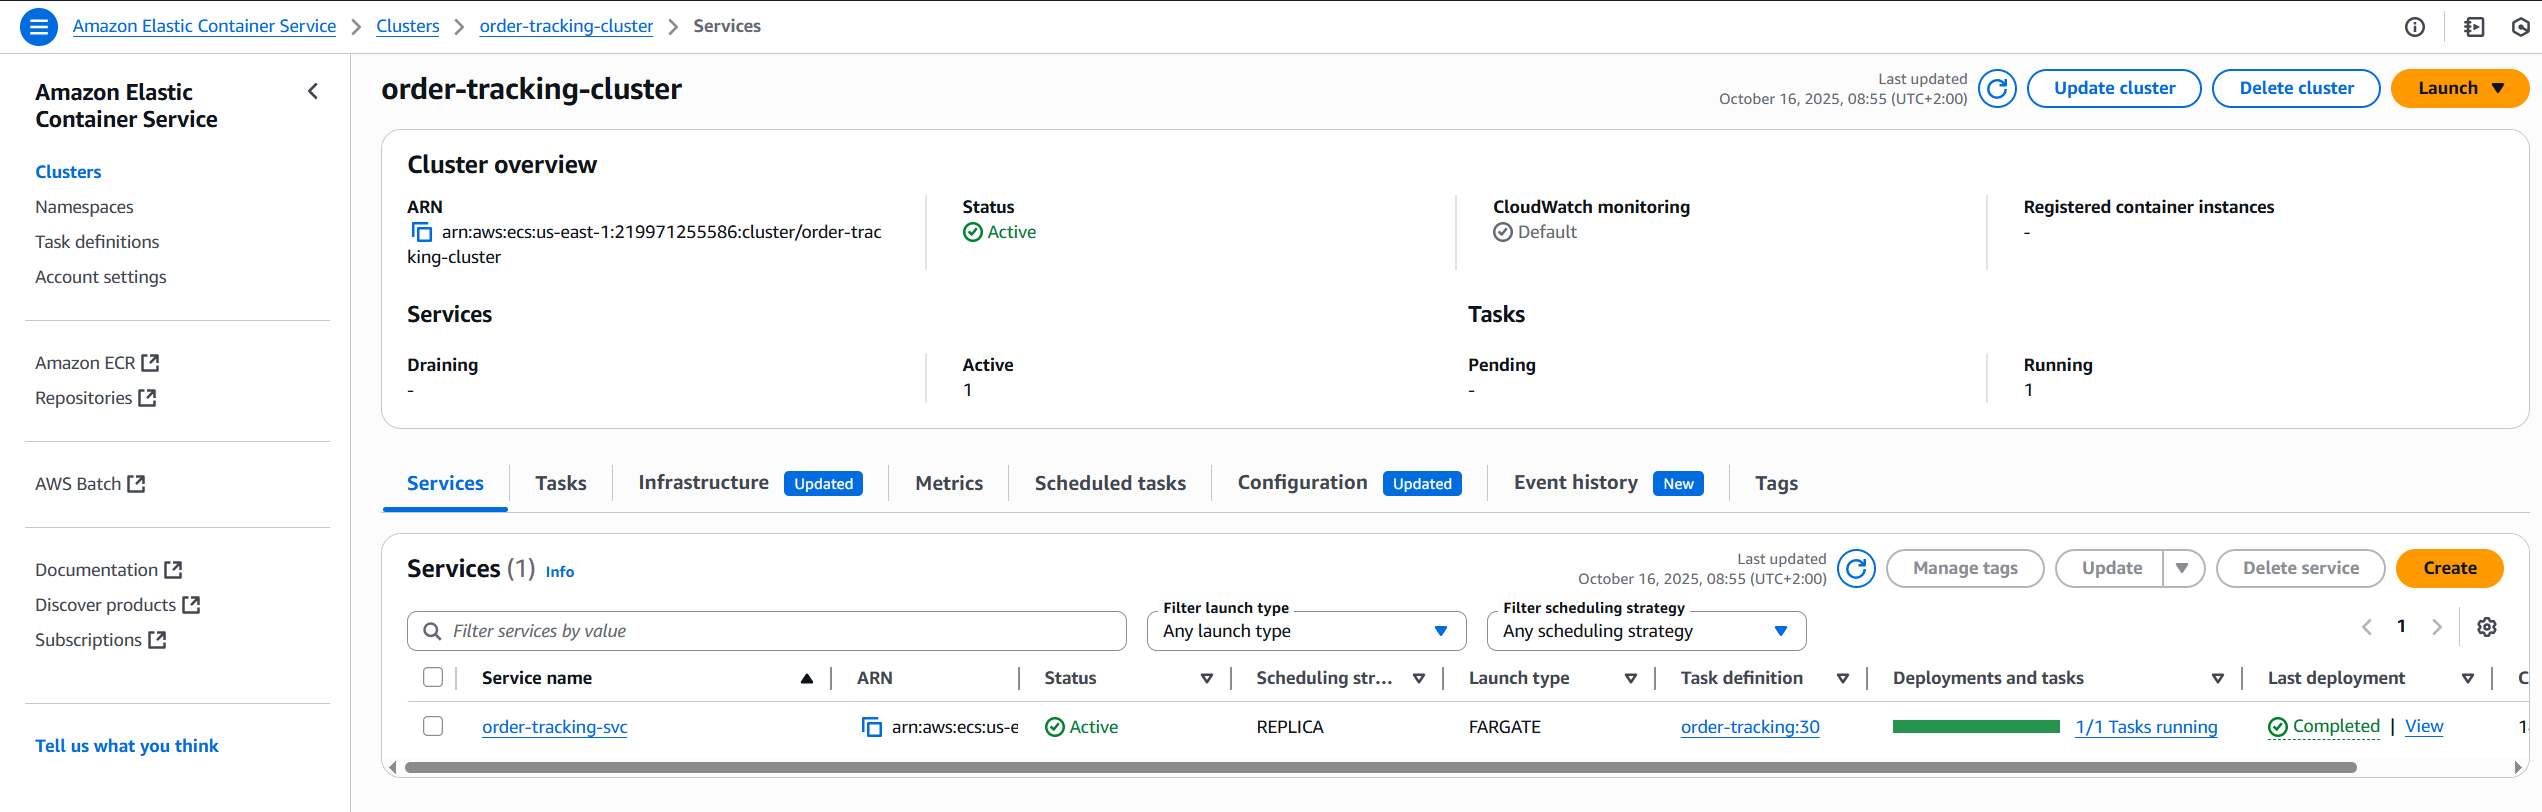 Amazon Elastic Container Service > Clusters > order-tracking-cluster > Services
Amazon Elastic
Container Service
Clusters
Namespaces
Task definitions
Account settings
Amazon ECR
Repositories
AWS Batch
Documentation
Discover products
Subscriptions
Tell us what you think
order-tracking-cluster
Last updated
October 16, 2025, 08:55 (UTC+2:00)
Update cluster
Delete cluster
Launch
Cluster overview
ARN
arn:aws:ecs:us-east-1:219971255586:cluster/order-trac
king-cluster
Status
Active
CloudWatch monitoring
Default
Registered container instances
-
Services
Draining
-
Active
1
Tasks
Pending
-
Running
1
Services Tasks Infrastructure Updated Metrics Scheduled tasks Configuration Updated Event history New Tags
Services (1) Info
Last updated
October 16, 2025, 08:55 (UTC+2:00)
Manage tags
Update
Delete service
Create
Filter services by value
Filter launch type
Any launch type
Filter scheduling strategy
Any scheduling strategy
1
Service name ARN Status Scheduling str... Launch type Task definition Deployments and tasks Last deployment C
order-tracking-svc arn:aws:ecs:us-e Active REPLICA FARGATE order-tracking:30 1/1 Tasks running Completed | View